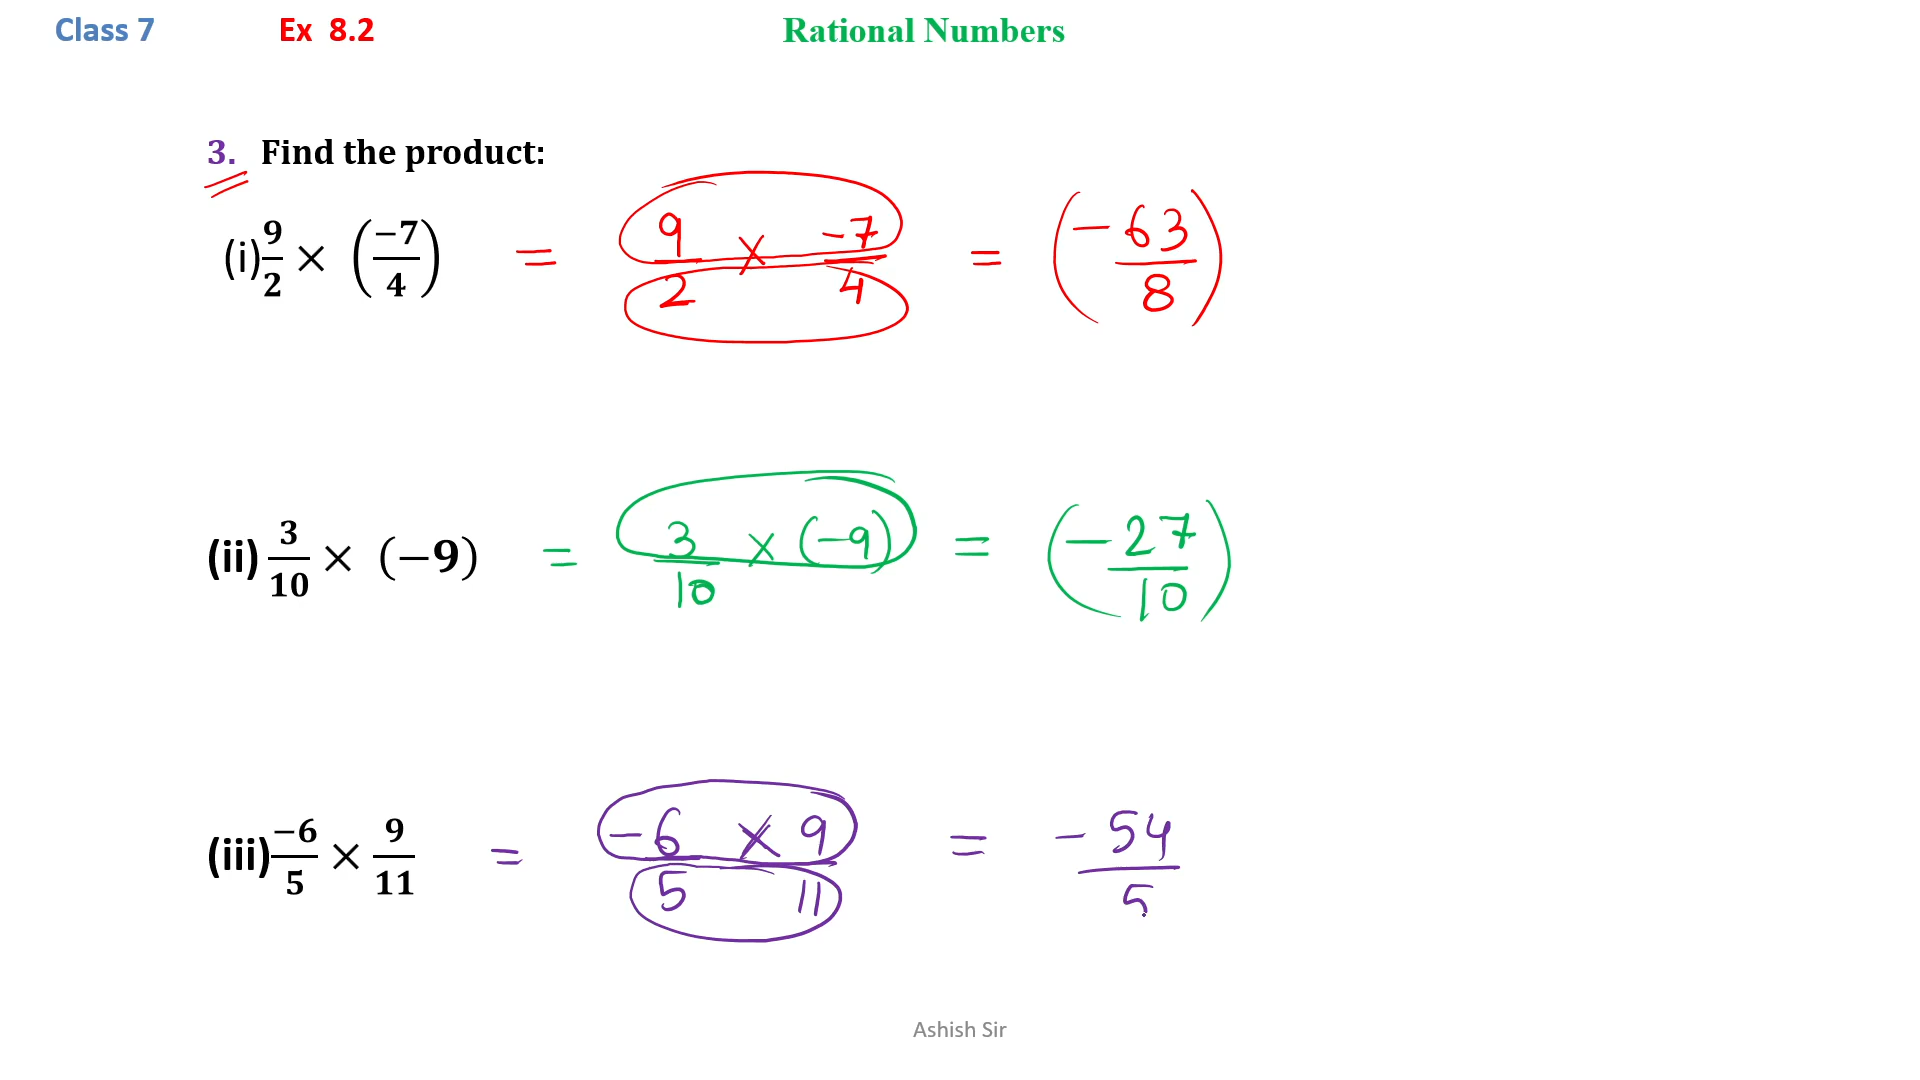 Class 7 Ex 8.2 Rational Numbers
3. Find the product:
(i) 9/2 × (-7/4) = 9/2 × -7/4 = (-63/8)
(ii) 3/10 × (-9) = 3/10 × (-9) = (-27/10)
(iii) -6/5 × 9/11 = -6/5 × 9/11 = -54/5
Ashish Sir